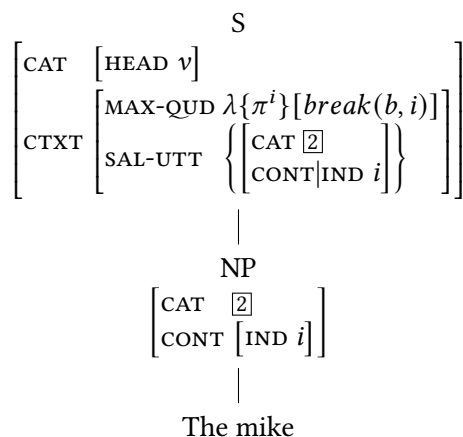 S
CAT [HEAD v]
CTXT [MAX-QUD λ{π^i}[break(b, i)]
SAL-UTT {[CAT 2
CONT|IND i]}]
NP
CAT 2
CONT [IND i]
The mike